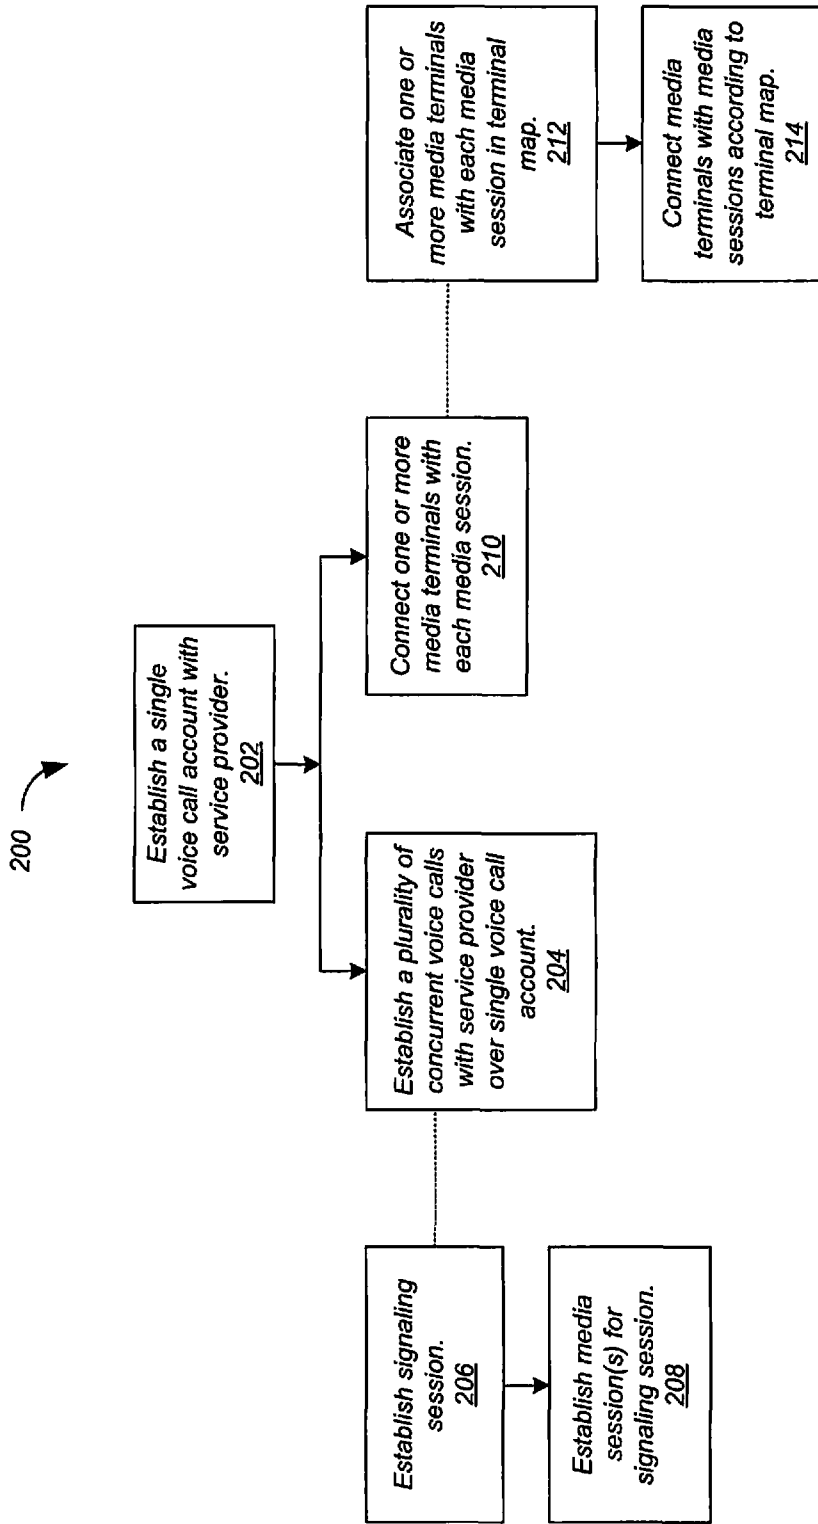 200
Establish a single
voice call account with
service provider.
202
Establish signaling
session.
206
Establish a plurality of
concurrent voice calls
with service provider
over single voice call
account.
204
Connect one or more
media terminals with
each media session.
210
Associate one or
more media terminals
with each media
session in terminal
map.
212
Establish media
session(s) for
signaling session.
208
Connect media
terminals with media
sessions according to
terminal map.
214